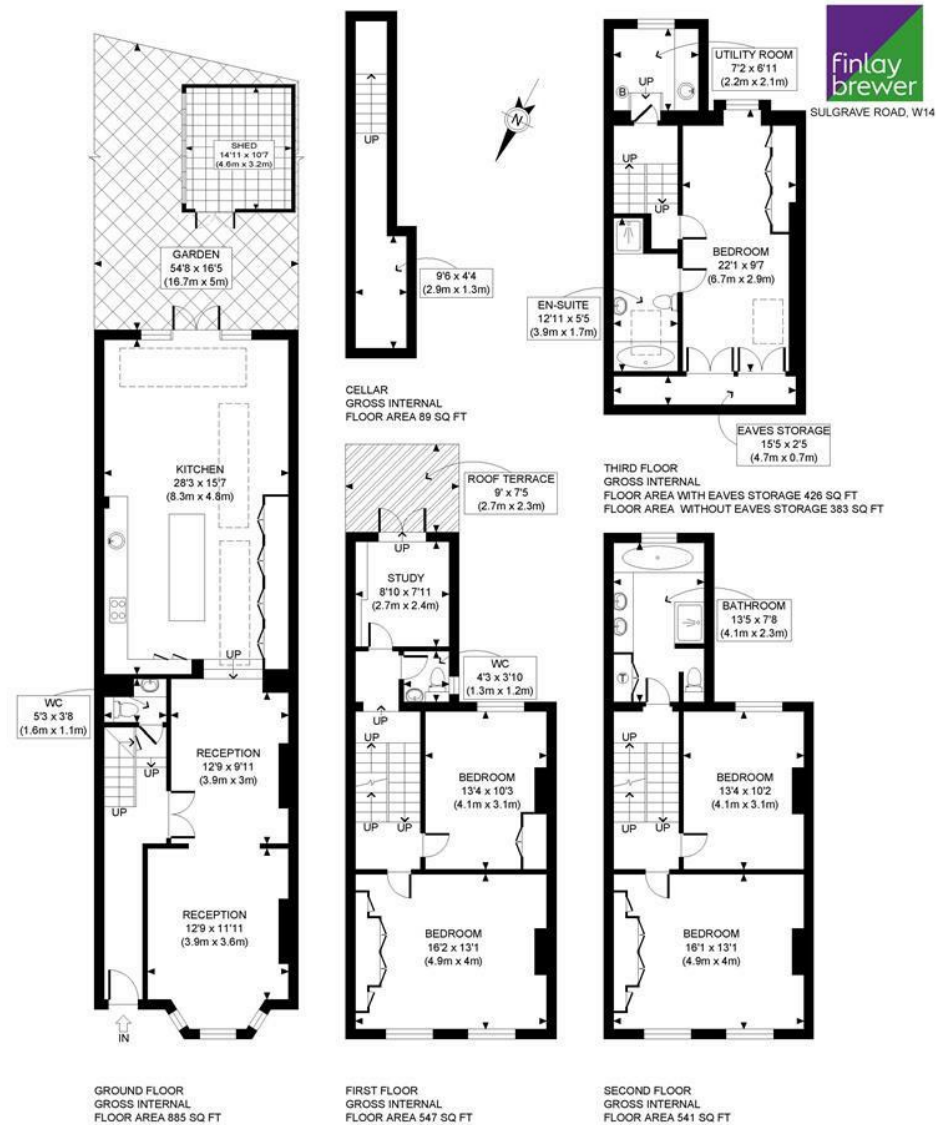 finlay
brewer
SULGRAVE ROAD, W14
SHED
14'11 x 10'7
(4.6m x 3.2m)
GARDEN
54'8 x 16'5
(16.7m x 5m)
KITCHEN
28'3 x 15'7
(8.3m x 4.8m)
UP
WC
5'3 x 3'8
(1.6m x 1.1m)
UP
UP
RECEPTION
12'9 x 9'11
(3.9m x 3m)
RECEPTION
12'9 x 11'11
(3.9m x 3.6m)
IN
GROUND FLOOR
GROSS INTERNAL
FLOOR AREA 885 SQ FT
UP
N
9'6 x 4'4
(2.9m x 1.3m)
CELLAR
GROSS INTERNAL
FLOOR AREA 89 SQ FT
ROOF TERRACE
9' x 7'5
(2.7m x 2.3m)
UP
STUDY
8'10 x 7'11
(2.7m x 2.4m)
WC
4'3 x 3'10
(1.3m x 1.2m)
UP
UP
UP
UP
BEDROOM
13'4 x 10'3
(4.1m x 3.1m)
BEDROOM
16'2 x 13'1
(4.9m x 4m)
FIRST FLOOR
GROSS INTERNAL
FLOOR AREA 547 SQ FT
UTILITY ROOM
7'2 x 6'11
(2.2m x 2.1m)
UP
B
UP
UP
BEDROOM
22'1 x 9'7
(6.7m x 2.9m)
EN-SUITE
12'11 x 5'5
(3.9m x 1.7m)
EAVES STORAGE
15'5 x 2'5
(4.7m x 0.7m)
THIRD FLOOR
GROSS INTERNAL
FLOOR AREA WITH EAVES STORAGE 426 SQ FT
FLOOR AREA WITHOUT EAVES STORAGE 383 SQ FT
BATHROOM
13'5 x 7'8
(4.1m x 2.3m)
T
UP
UP
UP
BEDROOM
13'4 x 10'2
(4.1m x 3.1m)
BEDROOM
16'1 x 13'1
(4.9m x 4m)
SECOND FLOOR
GROSS INTERNAL
FLOOR AREA 541 SQ FT